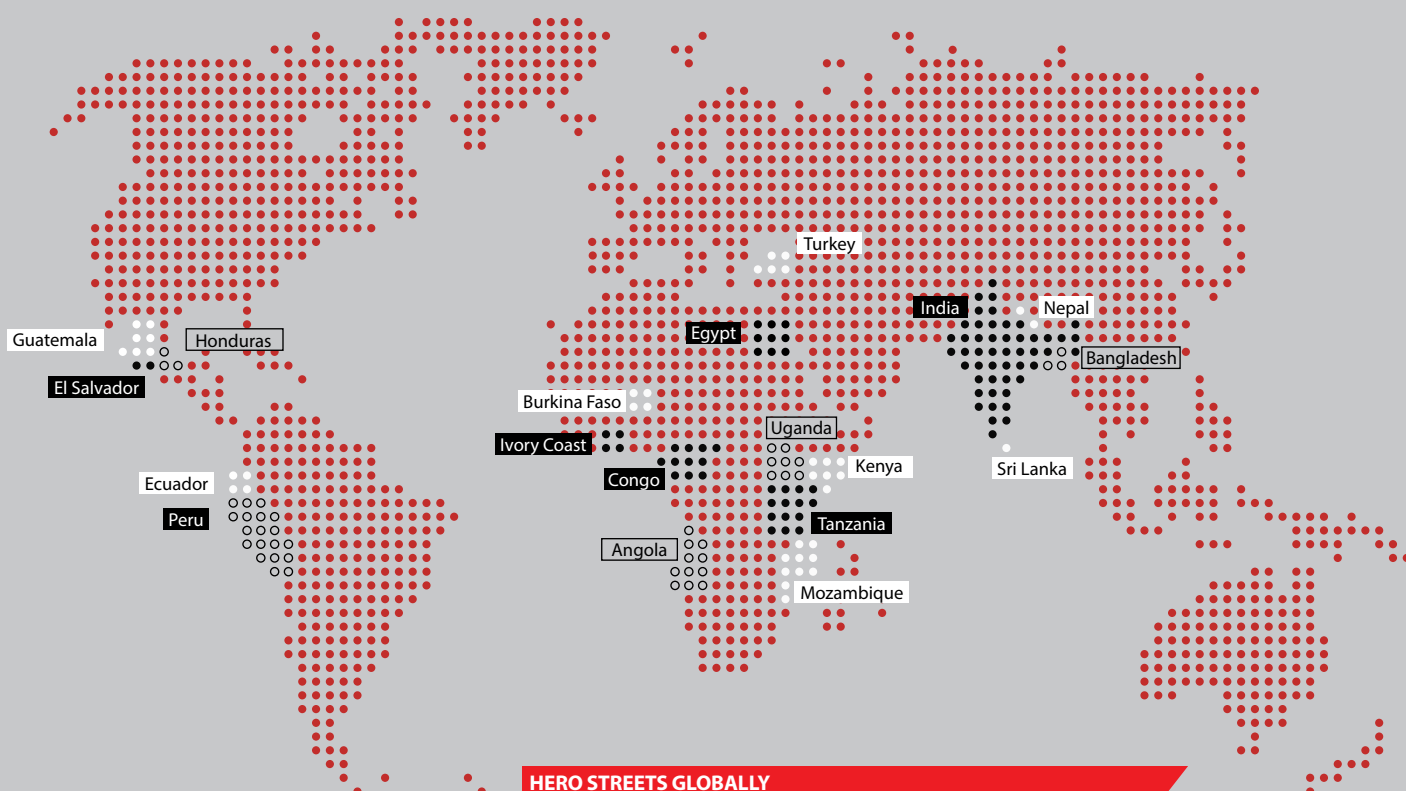 Turkey
India
Nepal
Egypt
Guatemala
Honduras
Bangladesh
El Salvador
Burkina Faso
Uganda
Ivory Coast
Kenya
Sri Lanka
Congo
Ecuador
Peru
Tanzania
Angola
Mozambique
HERO STREETS GLOBALLY